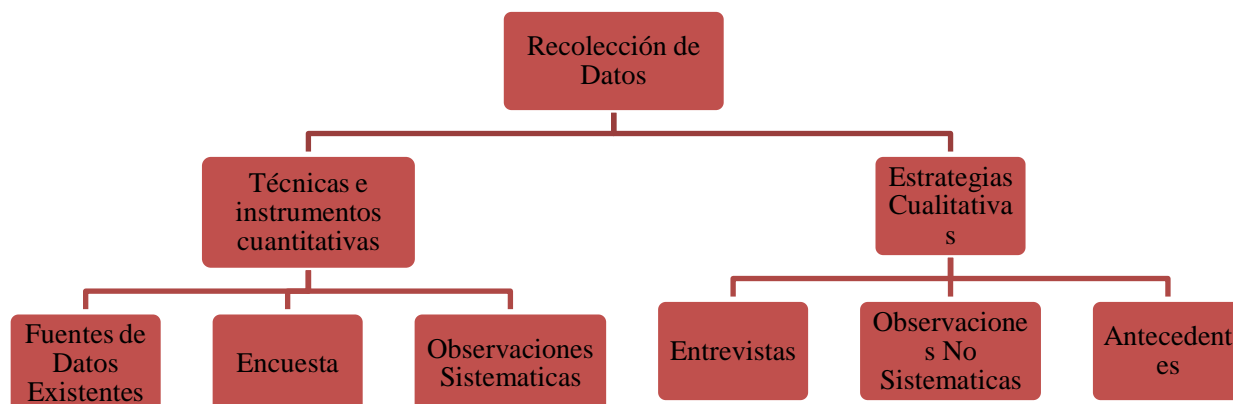 Recolección de
Datos
Técnicas e
instrumentos
cuantitativas
Estrategias
Cualitativa
s
Fuentes de
Datos
Existentes
Encuesta
Observaciones
Sistematicas
Entrevistas
Observacione
s No
Sistematicas
Antecedent
es